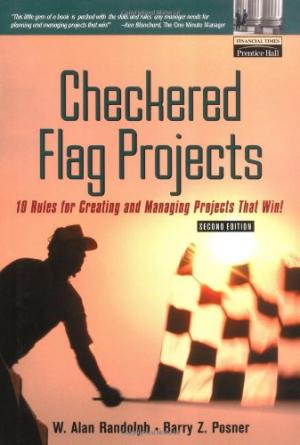 "This little gem of a book is packed with the tools and rules any manager needs for
planning and managing projects that win!" —Ken Blanchard, The One Minute Manager
FINANCIAL TIMES
Prentice Hall
Checkered
Flag Projects
10 Rules for Creating and Managing Projects That Win!
SECOND EDITION
W. Alan Randolph • Barry Z. Posner